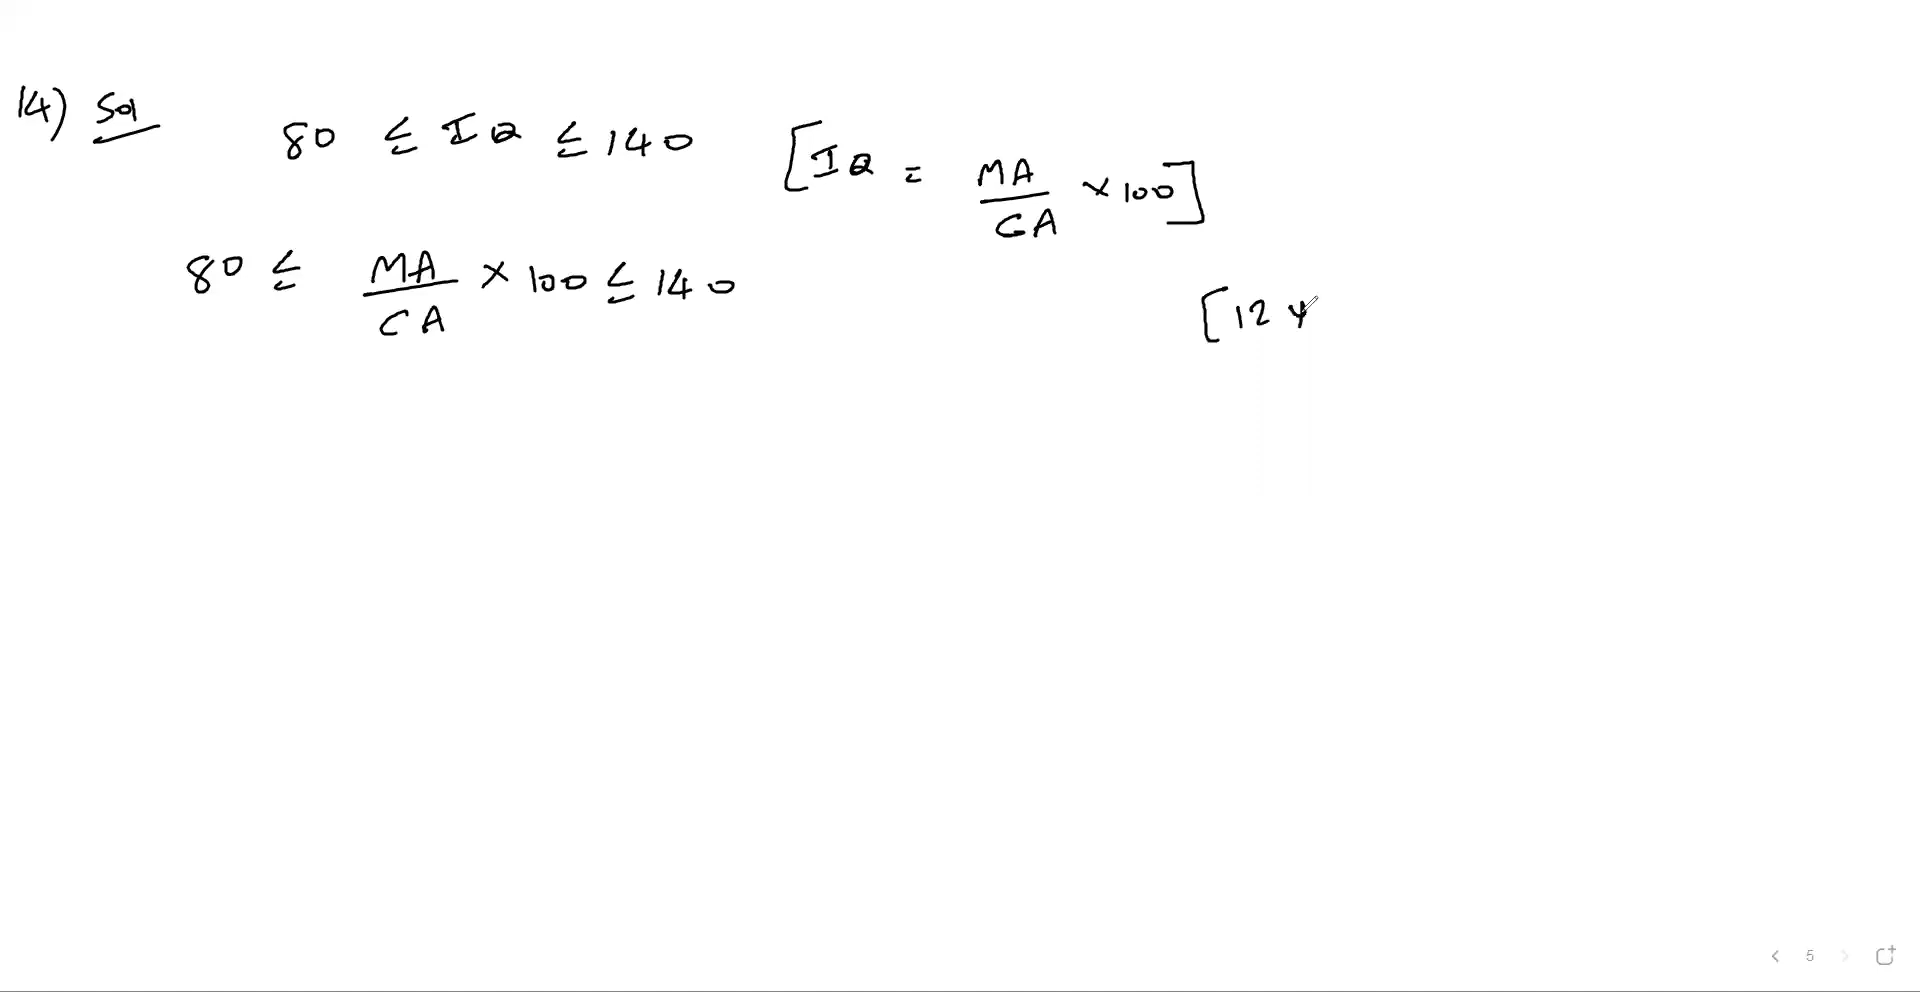 14) Sol
80 ≤ IQ ≤ 140 [IQ = MA/CA × 100]
80 ≤ MA/CA × 100 ≤ 140
[12 y
5